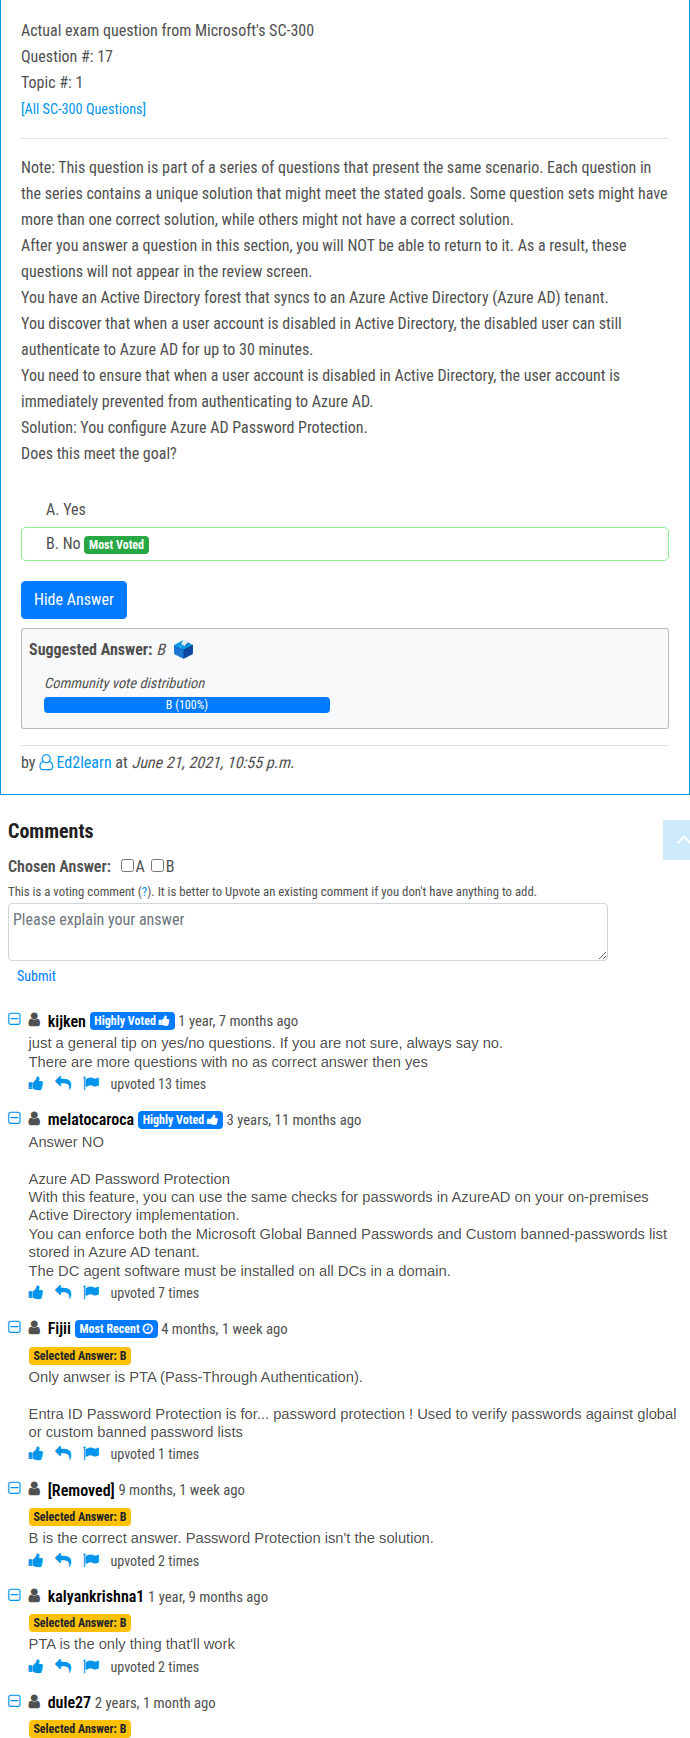 Actual exam question from Microsoft's SC-300
Question #: 17
Topic #: 1
[All SC-300 Questions]
Note: This question is part of a series of questions that present the same scenario. Each question in
the series contains a unique solution that might meet the stated goals. Some question sets might have
more than one correct solution, while others might not have a correct solution.
After you answer a question in this section, you will NOT be able to return to it. As a result, these
questions will not appear in the review screen.
You have an Active Directory forest that syncs to an Azure Active Directory (Azure AD) tenant.
You discover that when a user account is disabled in Active Directory, the disabled user can still
authenticate to Azure AD for up to 30 minutes.
You need to ensure that when a user account is disabled in Active Directory, the user account is
immediately prevented from authenticating to Azure AD.
Solution: You configure Azure AD Password Protection.
Does this meet the goal?
A. Yes
B. No Most Voted
Hide Answer
Suggested Answer: B
Community vote distribution
B (100%)
by Ed2learn at June 21, 2021, 10:55 p.m.
Comments
Chosen Answer: A B
This is a voting comment (?). It is better to Upvote an existing comment if you don't have anything to add.
Please explain your answer
Submit
kijken Highly Voted 1 year, 7 months ago
just a general tip on yes/no questions. If you are not sure, always say no.
There are more questions with no as correct answer then yes
upvoted 13 times
melatocaroca Highly Voted 3 years, 11 months ago
Answer NO
Azure AD Password Protection
With this feature, you can use the same checks for passwords in AzureAD on your on-premises
Active Directory implementation.
You can enforce both the Microsoft Global Banned Passwords and Custom banned-passwords list
stored in Azure AD tenant.
The DC agent software must be installed on all DCs in a domain.
upvoted 7 times
Fijii Most Recent 4 months, 1 week ago
Selected Answer: B
Only anwser is PTA (Pass-Through Authentication).
Entra ID Password Protection is for... password protection ! Used to verify passwords against global
or custom banned password lists
upvoted 1 times
[Removed] 9 months, 1 week ago
Selected Answer: B
B is the correct answer. Password Protection isn't the solution.
upvoted 2 times
kalyankrishna1 1 year, 9 months ago
Selected Answer: B
PTA is the only thing that'll work
upvoted 2 times
dule27 2 years, 1 month ago
Selected Answer: B